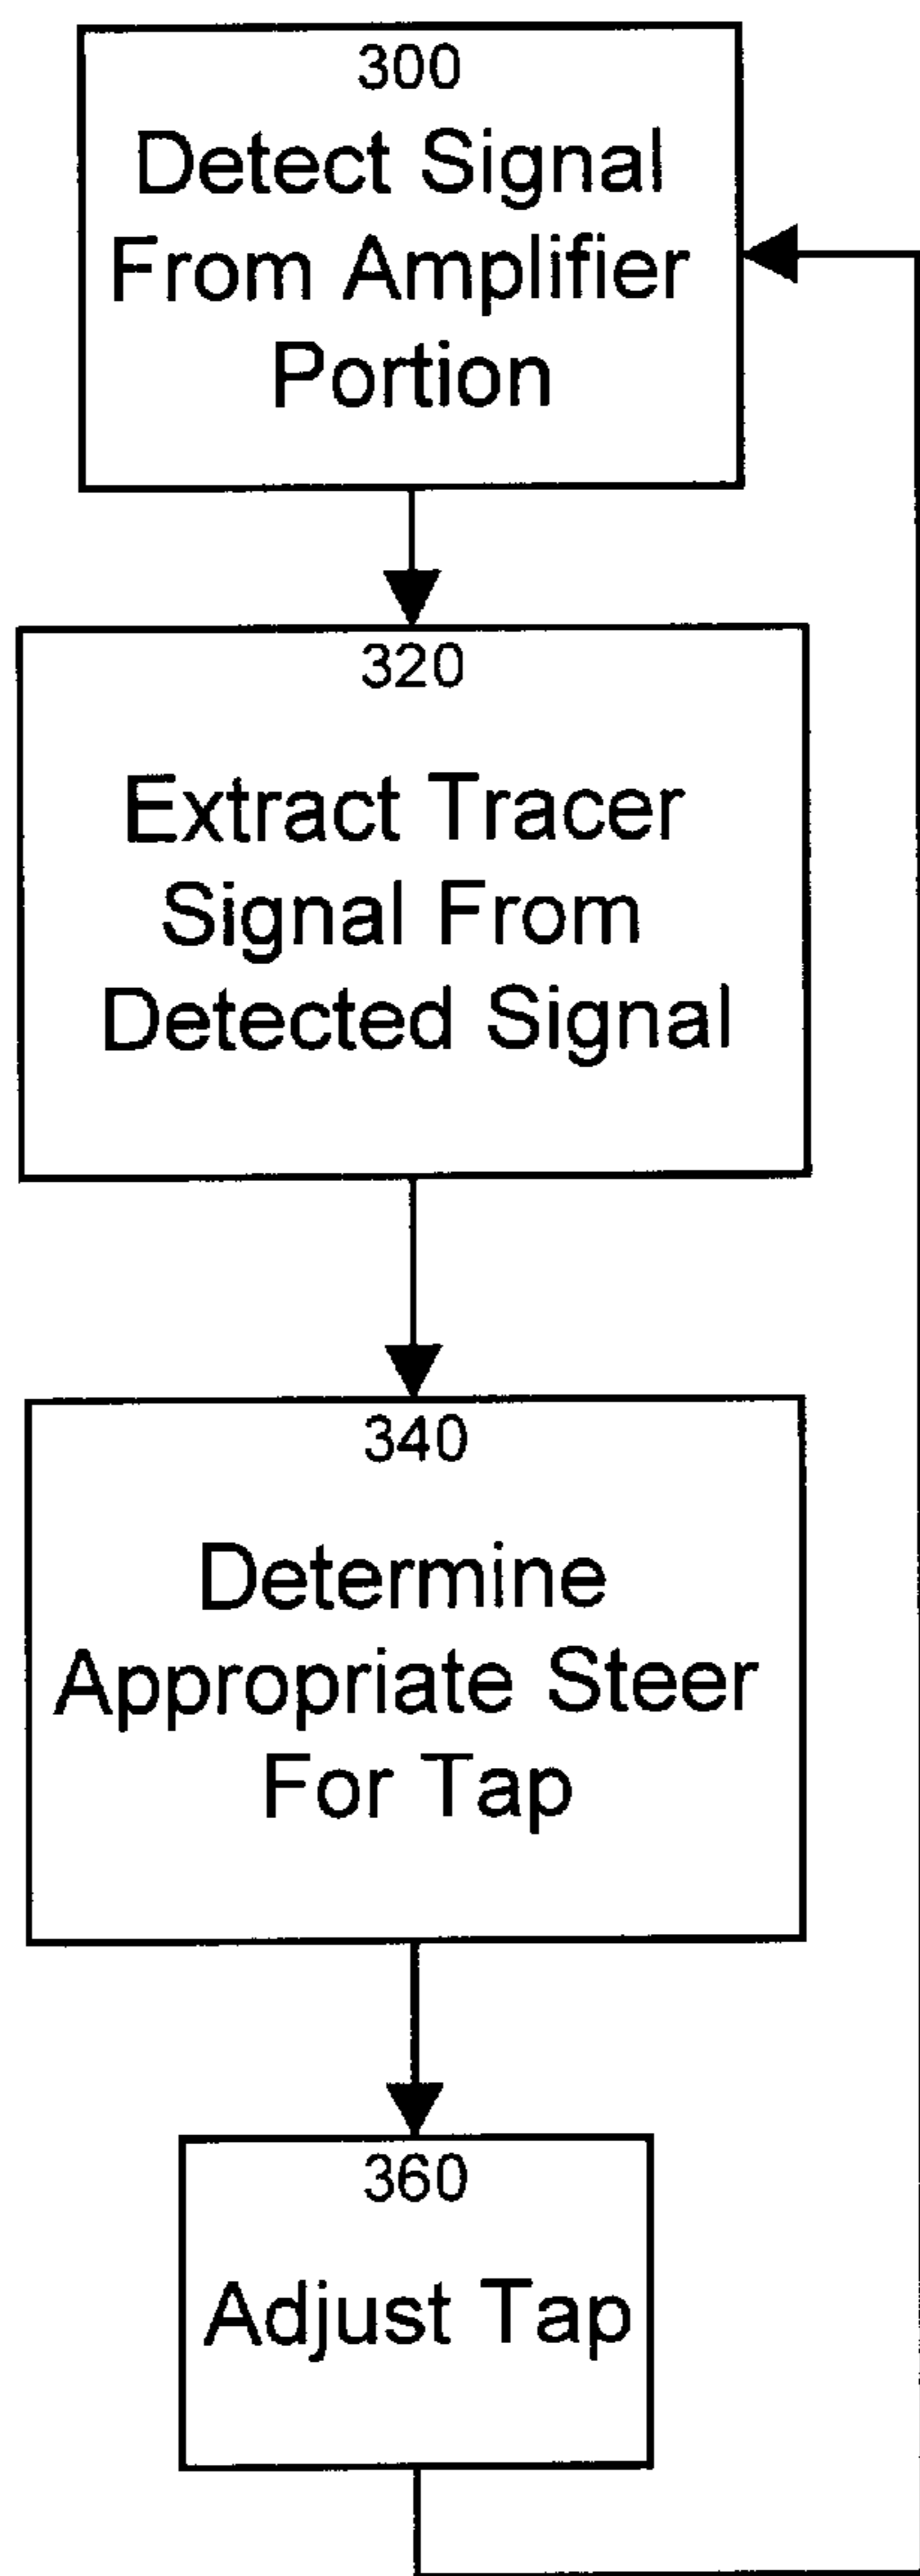 300
Detect Signal
From Amplifier
Portion
320
Extract Tracer
Signal From
Detected Signal
340
Determine
Appropriate Steer
For Tap
360
Adjust Tap